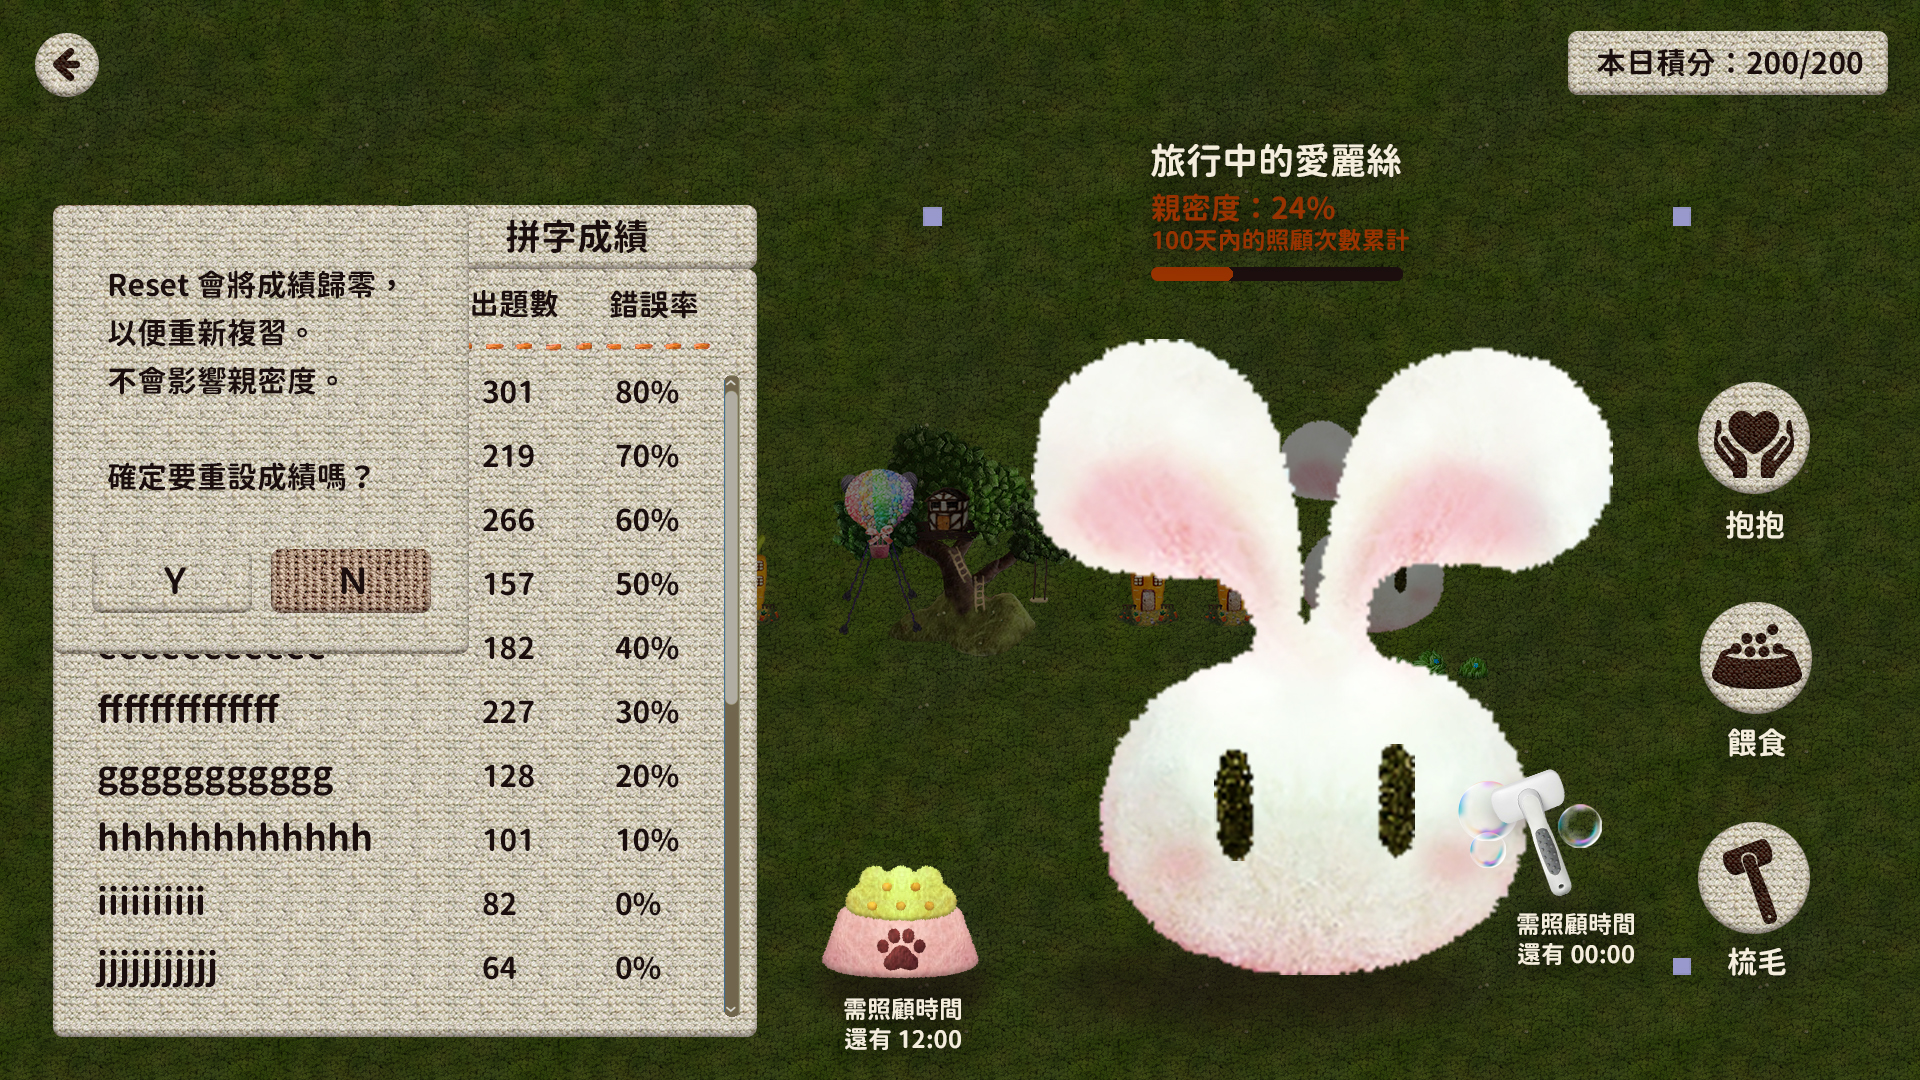 本日積分：200/200
旅行中的愛麗絲
親密度：24%
100天內的照顧次數累計
拼字成績
出題數 錯誤率
Reset 會將成績歸零，
以便重新複習。
不會影響親密度。
確定要重設成績嗎？
Y N
301 80%
219 70%
266 60%
157 50%
182 40%
ffffffffffffff 227 30%
ggggggggggg 128 20%
hhhhhhhhhhhh 101 10%
iiiiiiiiii 82 0%
jjjjjjjjjjj 64 0%
抱抱
餵食
梳毛
需照顧時間
還有 00:00
需照顧時間
還有 12:00